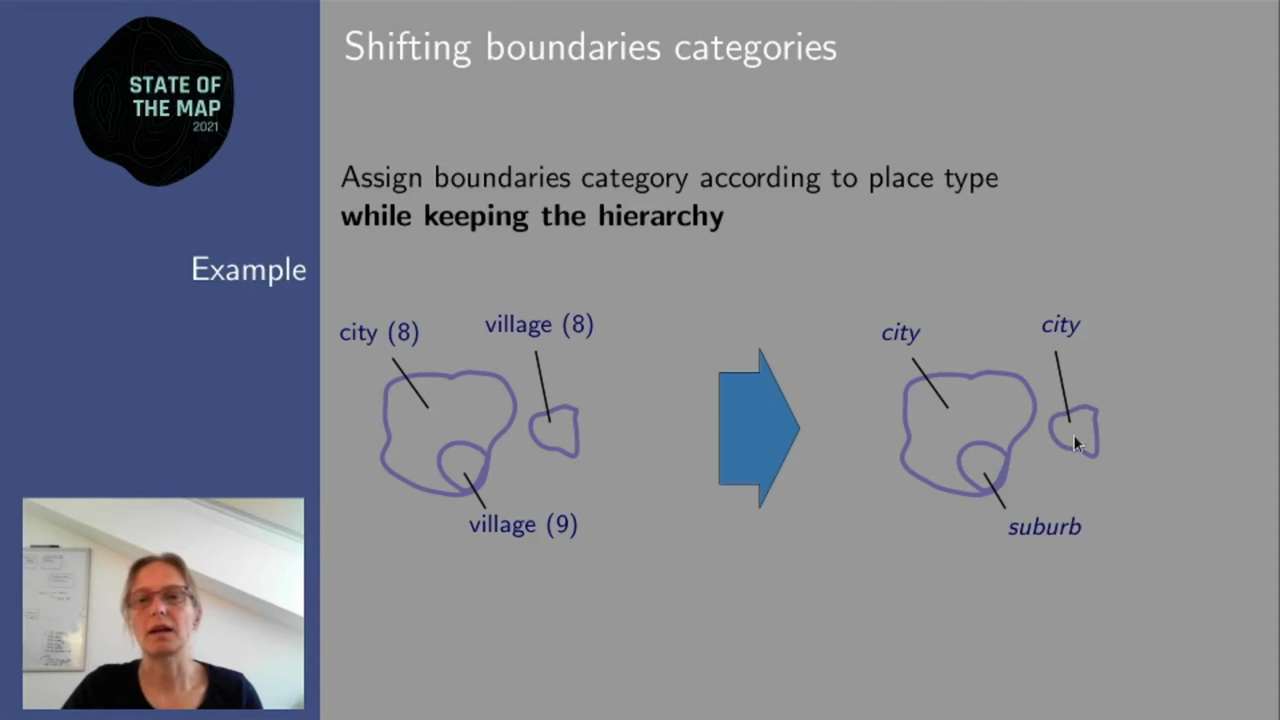 STATE OF
THE MAP
2021
Shifting boundaries categories
Assign boundaries category according to place type
while keeping the hierarchy
Example
city (8)
village (8)
village (9)
city
city
suburb